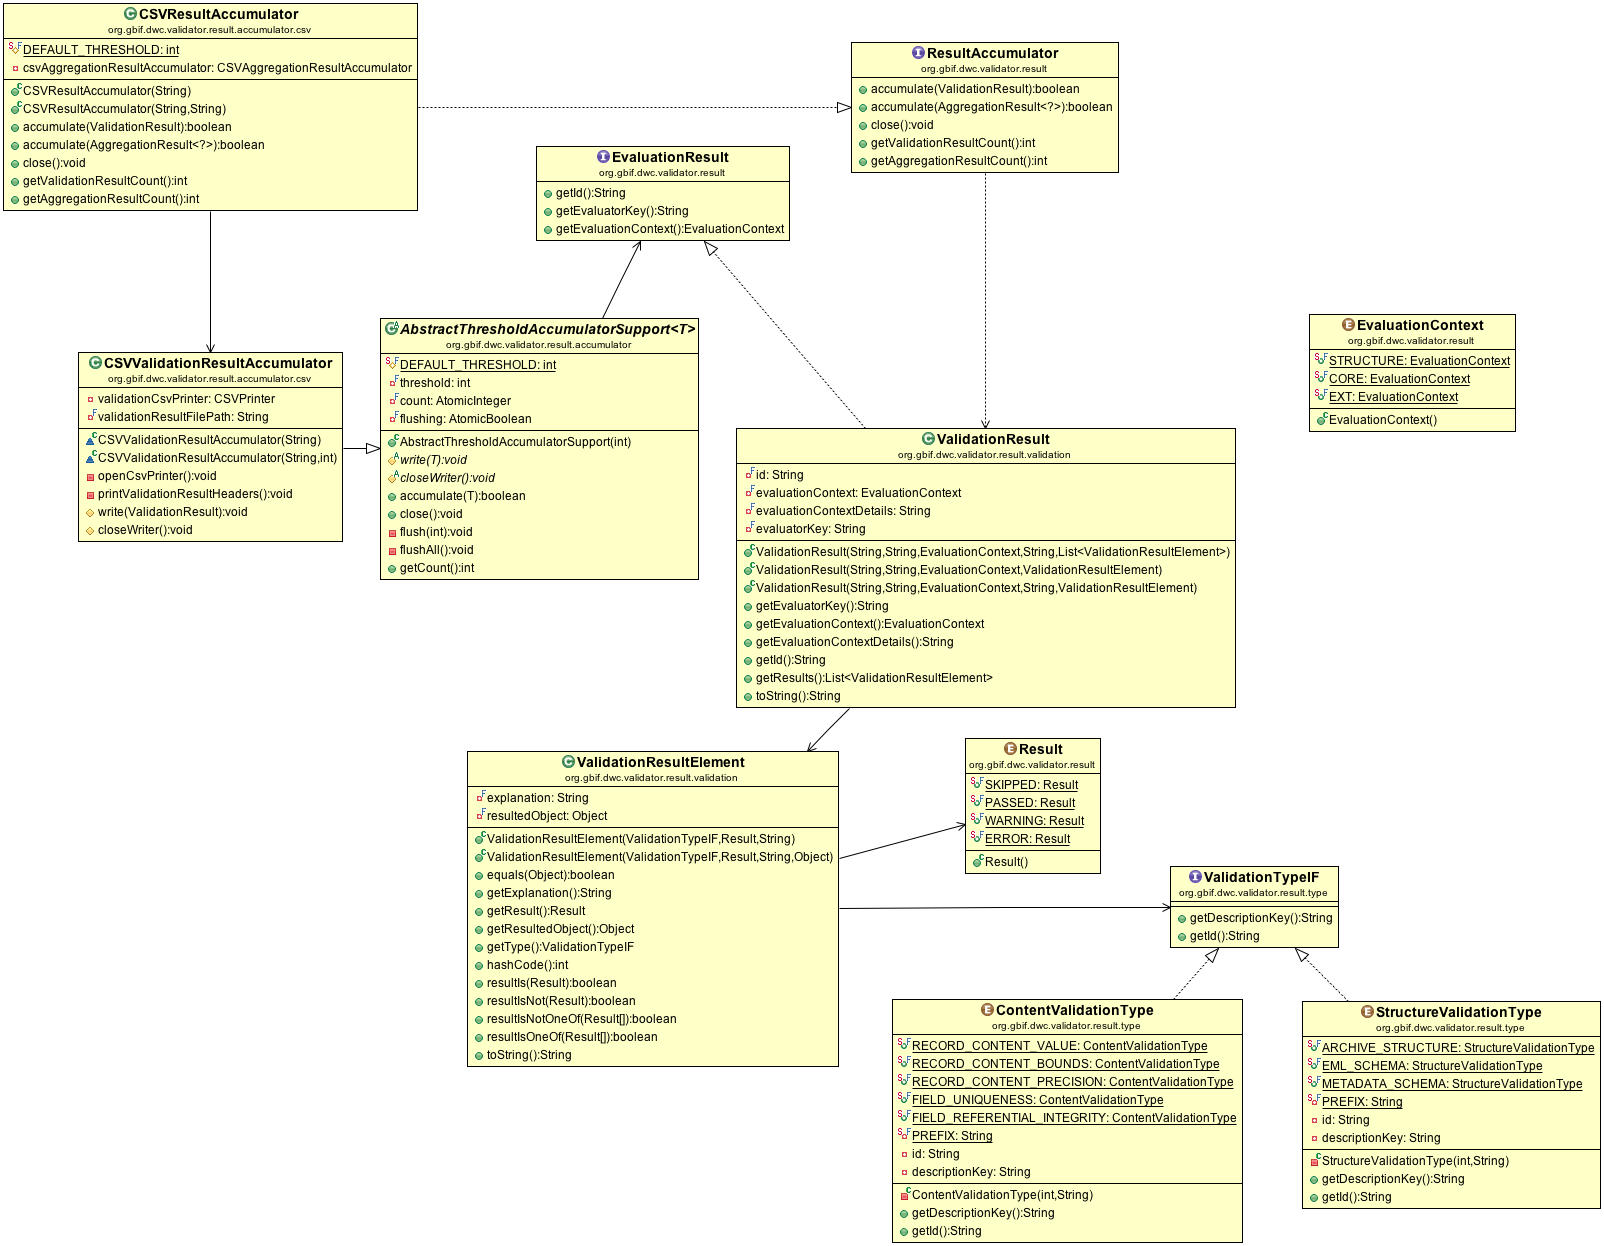 CSVResultAccumulator
org.gbif.dwc.validator.result.accumulator.csv
DEFAULT_THRESHOLD: int
csvAggregationResultAccumulator: CSVAggregationResultAccumulator
CSVResultAccumulator(String)
CSVResultAccumulator(String,String)
accumulate(ValidationResult):boolean
accumulate(AggregationResult<?>):boolean
close():void
getValidationResultCount():int
getAggregationResultCount():int
ResultAccumulator
org.gbif.dwc.validator.result
accumulate(ValidationResult):boolean
accumulate(AggregationResult<?>):boolean
close():void
getValidationResultCount():int
getAggregationResultCount():int
EvaluationResult
org.gbif.dwc.validator.result
getId():String
getEvaluatorKey():String
getEvaluationContext():EvaluationContext
EvaluationContext
org.gbif.dwc.validator.result
STRUCTURE: EvaluationContext
CORE: EvaluationContext
EXT: EvaluationContext
EvaluationContext()
AbstractThresholdAccumulatorSupport<T>
org.gbif.dwc.validator.result.accumulator
DEFAULT_THRESHOLD: int
threshold: int
count: AtomicInteger
flushing: AtomicBoolean
AbstractThresholdAccumulatorSupport(int)
write(T):void
closeWriter():void
accumulate(T):boolean
close():void
flush(int):void
flushAll():void
getCount():int
CSVValidationResultAccumulator
org.gbif.dwc.validator.result.accumulator.csv
validationCsvPrinter: CSVPrinter
validationResultFilePath: String
CSVValidationResultAccumulator(String)
CSVValidationResultAccumulator(String,int)
openCsvPrinter():void
printValidationResultHeaders():void
write(ValidationResult):void
closeWriter():void
ValidationResult
org.gbif.dwc.validator.result.validation
id: String
evaluationContext: EvaluationContext
evaluationContextDetails: String
evaluatorKey: String
ValidationResult(String,String,EvaluationContext,String,List<ValidationResultElement>)
ValidationResult(String,String,EvaluationContext,ValidationResultElement)
ValidationResult(String,String,EvaluationContext,String,ValidationResultElement)
getEvaluatorKey():String
getEvaluationContext():EvaluationContext
getEvaluationContextDetails():String
getId():String
getResults():List<ValidationResultElement>
toString():String
ValidationResultElement
org.gbif.dwc.validator.result.validation
explanation: String
resultedObject: Object
ValidationResultElement(ValidationTypeIF,Result,String)
ValidationResultElement(ValidationTypeIF,Result,String,Object)
equals(Object):boolean
getExplanation():String
getResult():Result
getResultedObject():Object
getType():ValidationTypeIF
hashCode():int
resultIs(Result):boolean
resultIsNot(Result):boolean
resultIsNotOneOf(Result[]):boolean
resultIsOneOf(Result[]):boolean
toString():String
Result
org.gbif.dwc.validator.result
SKIPPED: Result
PASSED: Result
WARNING: Result
ERROR: Result
Result()
ValidationTypeIF
org.gbif.dwc.validator.result.type
getDescriptionKey():String
getId():String
ContentValidationType
org.gbif.dwc.validator.result.type
RECORD_CONTENT_VALUE: ContentValidationType
RECORD_CONTENT_BOUNDS: ContentValidationType
RECORD_CONTENT_PRECISION: ContentValidationType
FIELD_UNIQUENESS: ContentValidationType
FIELD_REFERENTIAL_INTEGRITY: ContentValidationType
PREFIX: String
id: String
descriptionKey: String
ContentValidationType(int,String)
getDescriptionKey():String
getId():String
StructureValidationType
org.gbif.dwc.validator.result.type
ARCHIVE_STRUCTURE: StructureValidationType
EML_SCHEMA: StructureValidationType
METADATA_SCHEMA: StructureValidationType
PREFIX: String
id: String
descriptionKey: String
StructureValidationType(int,String)
getDescriptionKey():String
getId():String